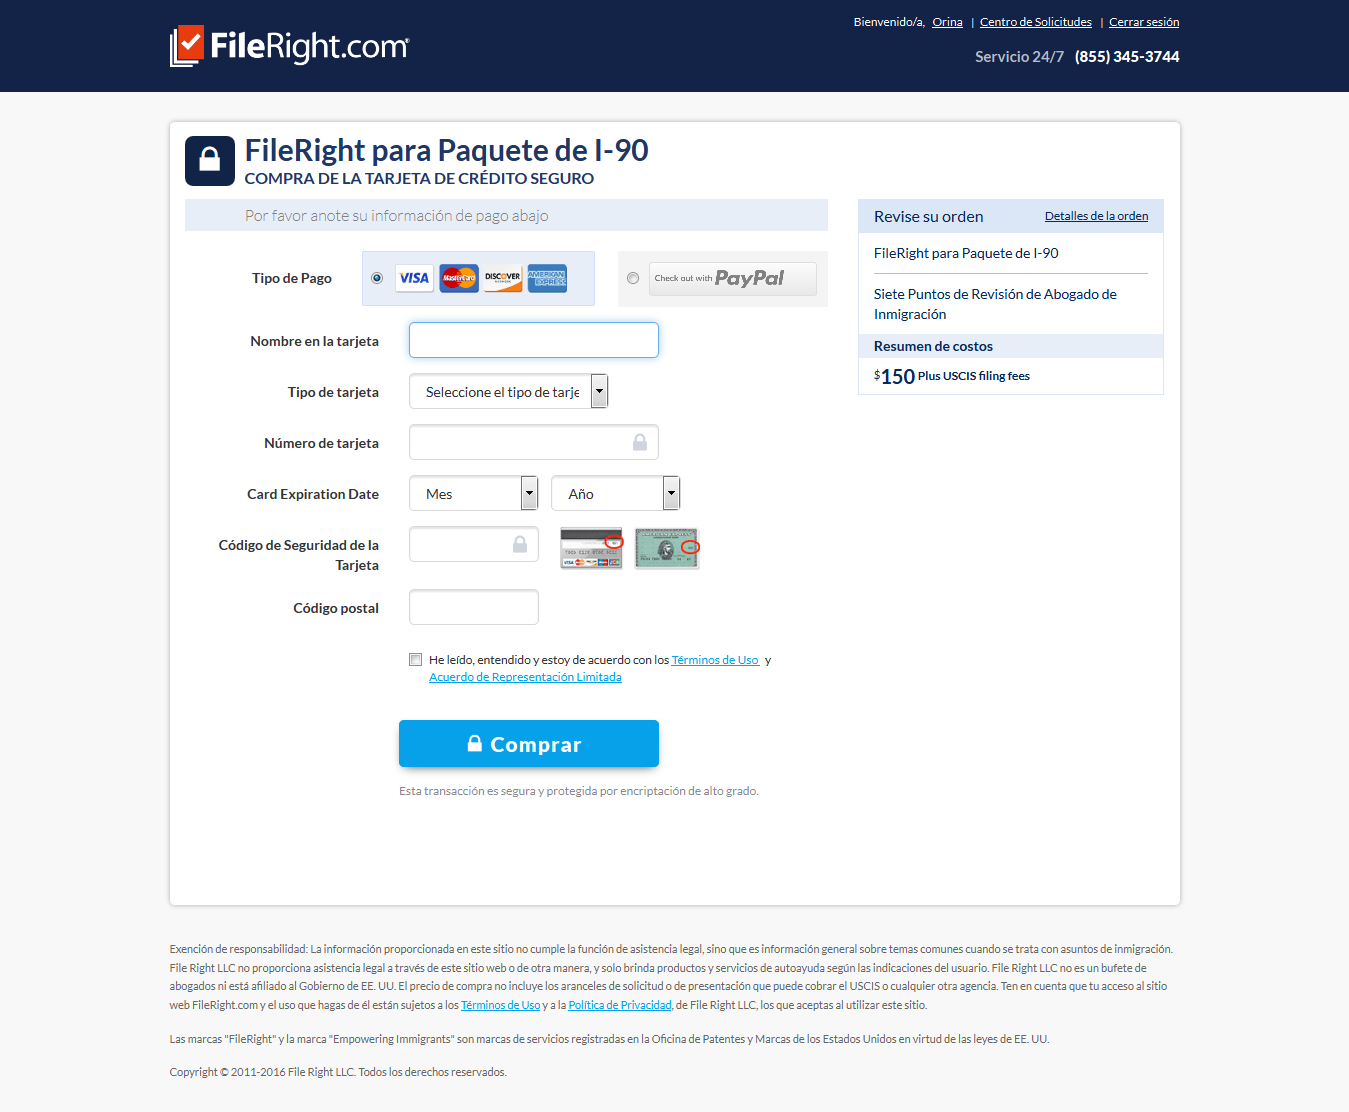 FileRight.com®
Bienvenido/a, Orina | Centro de Solicitudes | Cerrar sesión
Servicio 24/7 (855) 345-3744
FileRight para Paquete de I-90
COMPRA DE LA TARJETA DE CRÉDITO SEGURO
Por favor anote su información de pago abajo
Tipo de Pago
VISA MasterCard DISCOVER AMERICAN EXPRESS
Check out with PayPal
Nombre en la tarjeta
Tipo de tarjeta
Seleccione el tipo de tarje
Número de tarjeta
Card Expiration Date
Mes
Año
Código de Seguridad de la
Tarjeta
Código postal
He leído, entendido y estoy de acuerdo con los Términos de Uso y
Acuerdo de Representación Limitada
Comprar
Esta transacción es segura y protegida por encriptación de alto grado.
Revise su orden
Detalles de la orden
FileRight para Paquete de I-90
Siete Puntos de Revisión de Abogado de
Inmigración
Resumen de costos
$150 Plus USCIS filing fees
Exención de responsabilidad: La información proporcionada en este sitio no cumple la función de asistencia legal, sino que es información general sobre temas comunes cuando se trata con asuntos de inmigración.
File Right LLC no proporciona asistencia legal a través de este sitio web o de otra manera, y solo brinda productos y servicios de autoayuda según las indicaciones del usuario. File Right LLC no es un bufete de
abogados ni está afiliado al Gobierno de EE. UU. El precio de compra no incluye los aranceles de solicitud o de presentación que puede cobrar el USCIS o cualquier otra agencia. Ten en cuenta que tu acceso al sitio
web FileRight.com y el uso que hagas de él están sujetos a los Términos de Uso y a la Política de Privacidad, de File Right LLC, los que aceptas al utilizar este sitio.
Las marcas "FileRight" y la marca "Empowering Immigrants" son marcas de servicios registradas en la Oficina de Patentes y Marcas de los Estados Unidos en virtud de las leyes de EE. UU.
Copyright © 2011-2016 File Right LLC. Todos los derechos reservados.